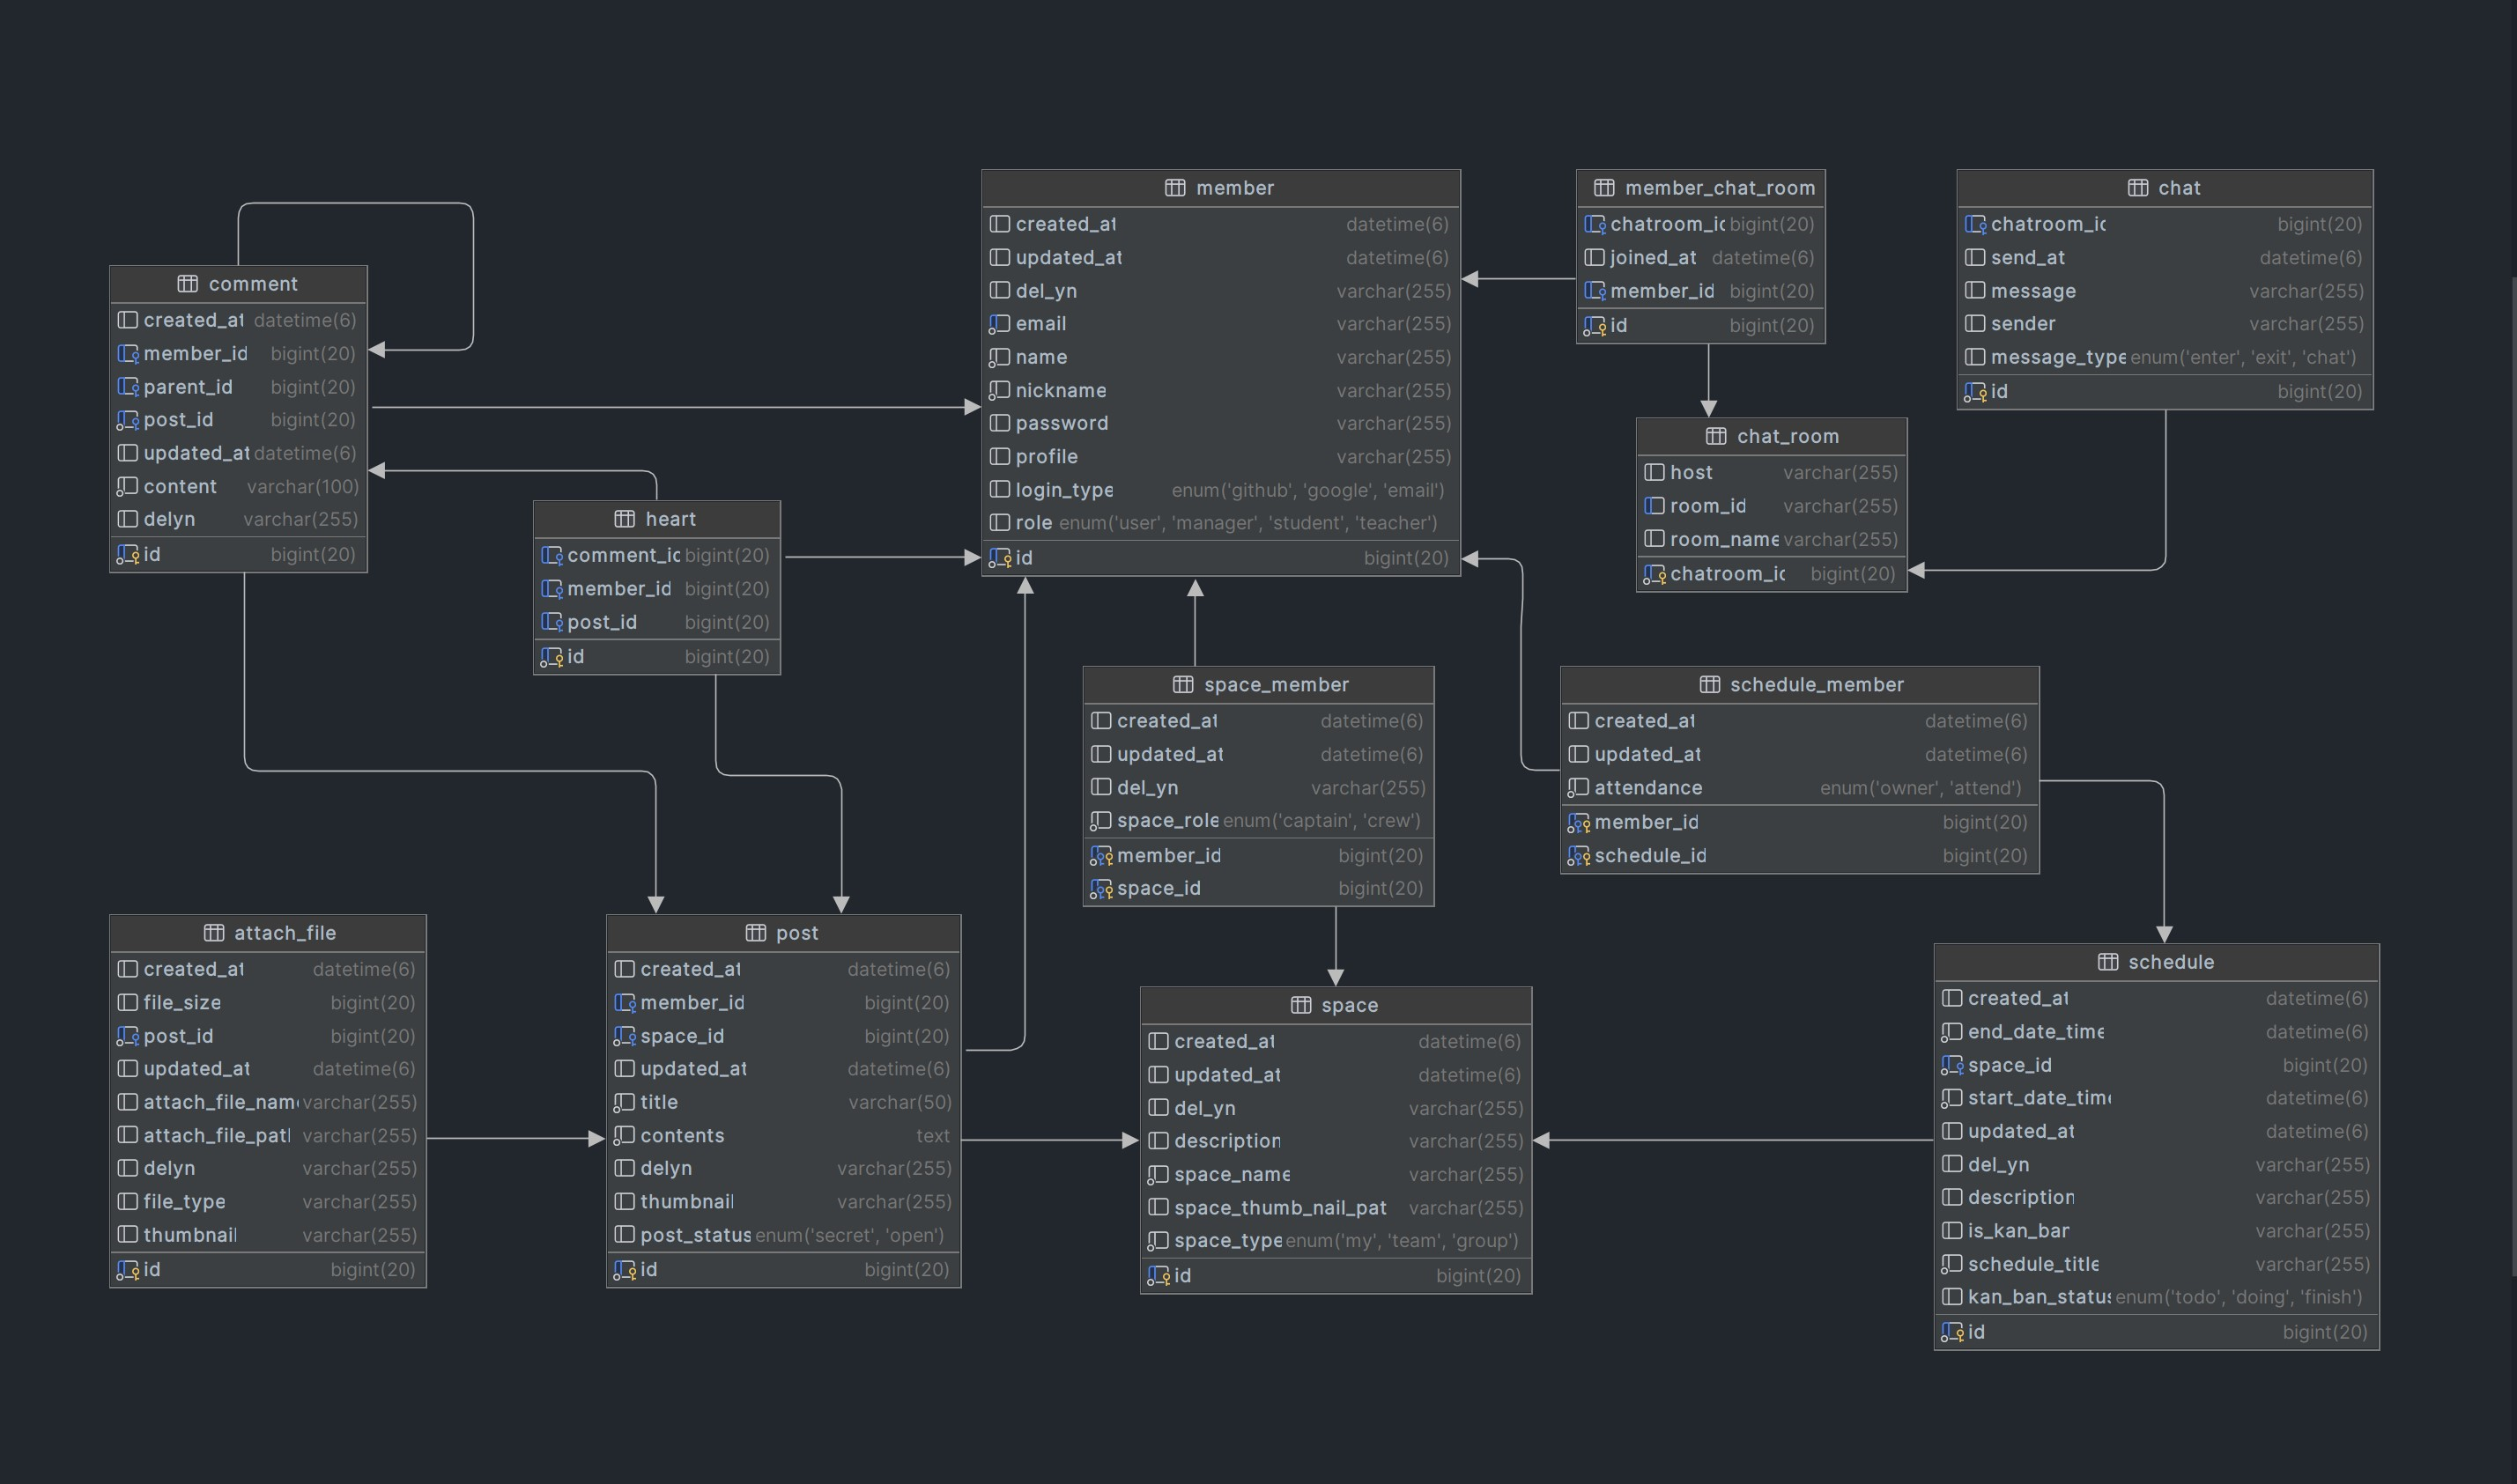 member
created_at datetime(6)
updated_at datetime(6)
del_yn varchar(255)
email varchar(255)
name varchar(255)
nickname varchar(255)
password varchar(255)
profile varchar(255)
login_type enum('github', 'google', 'email')
role enum('user', 'manager', 'student', 'teacher')
id bigint(20)
member_chat_room
chatroom_ic bigint(20)
joined_at datetime(6)
member_id bigint(20)
id bigint(20)
chat
chatroom_ic bigint(20)
send_at datetime(6)
message varchar(255)
sender varchar(255)
message_type enum('enter', 'exit', 'chat')
id bigint(20)
comment
created_at datetime(6)
member_id bigint(20)
parent_id bigint(20)
post_id bigint(20)
updated_at datetime(6)
content varchar(100)
delyn varchar(255)
id bigint(20)
chat_room
host varchar(255)
room_id varchar(255)
room_name varchar(255)
chatroom_ic bigint(20)
heart
comment_ic bigint(20)
member_id bigint(20)
post_id bigint(20)
id bigint(20)
space_member
created_at datetime(6)
updated_at datetime(6)
del_yn varchar(255)
space_role enum('captain', 'crew')
member_id bigint(20)
space_id bigint(20)
schedule_member
created_at datetime(6)
updated_at datetime(6)
attendance enum('owner', 'attend')
member_id bigint(20)
schedule_id bigint(20)
attach_file
created_at datetime(6)
file_size bigint(20)
post_id bigint(20)
updated_at datetime(6)
attach_file_nam varchar(255)
attach_file_pat varchar(255)
delyn varchar(255)
file_type varchar(255)
thumbnail varchar(255)
id bigint(20)
post
created_at datetime(6)
member_id bigint(20)
space_id bigint(20)
updated_at datetime(6)
title varchar(50)
contents text
delyn varchar(255)
thumbnail varchar(255)
post_status enum('secret', 'open')
id bigint(20)
space
created_at datetime(6)
updated_at datetime(6)
del_yn varchar(255)
description varchar(255)
space_name varchar(255)
space_thumb_nail_pat varchar(255)
space_type enum('my', 'team', 'group')
id bigint(20)
schedule
created_at datetime(6)
end_date_time datetime(6)
space_id bigint(20)
start_date_time datetime(6)
updated_at datetime(6)
del_yn varchar(255)
description varchar(255)
is_kan_bar varchar(255)
schedule_title varchar(255)
kan_ban_status enum('todo', 'doing', 'finish')
id bigint(20)